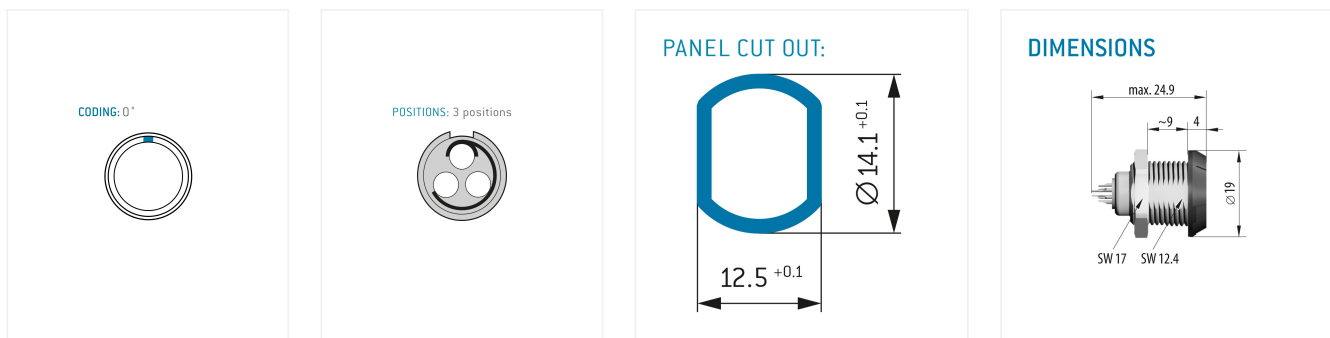 CODING: 0°
POSITIONS: 3 positions
PANEL CUT OUT:
Ø 14.1 +0.1
12.5 +0.1
DIMENSIONS
max. 24.9
~9
4
Ø 19
SW 17
SW 12.4